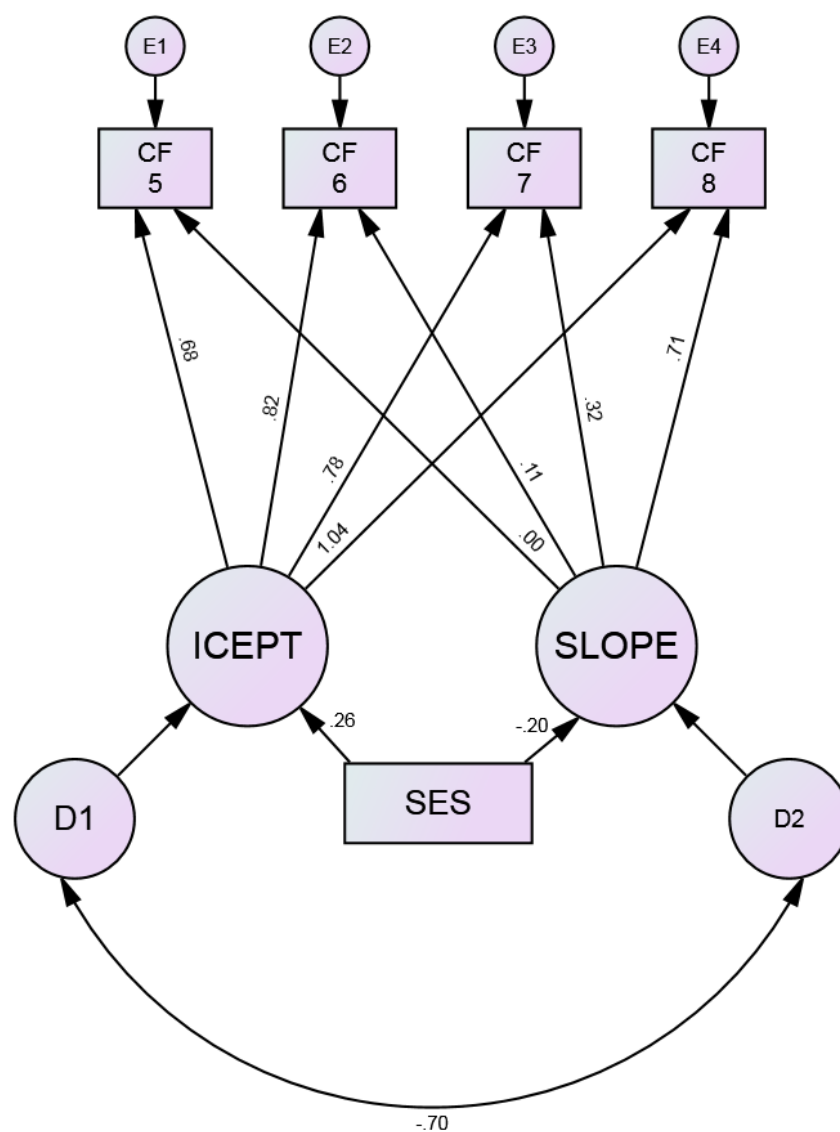 E1
E2
E3
E4
CF
5
CF
6
CF
7
CF
8
.68
.82
.78
1.04
.00
.11
.32
.71
ICEPT
SLOPE
.26
-.20
SES
D1
D2
-.70